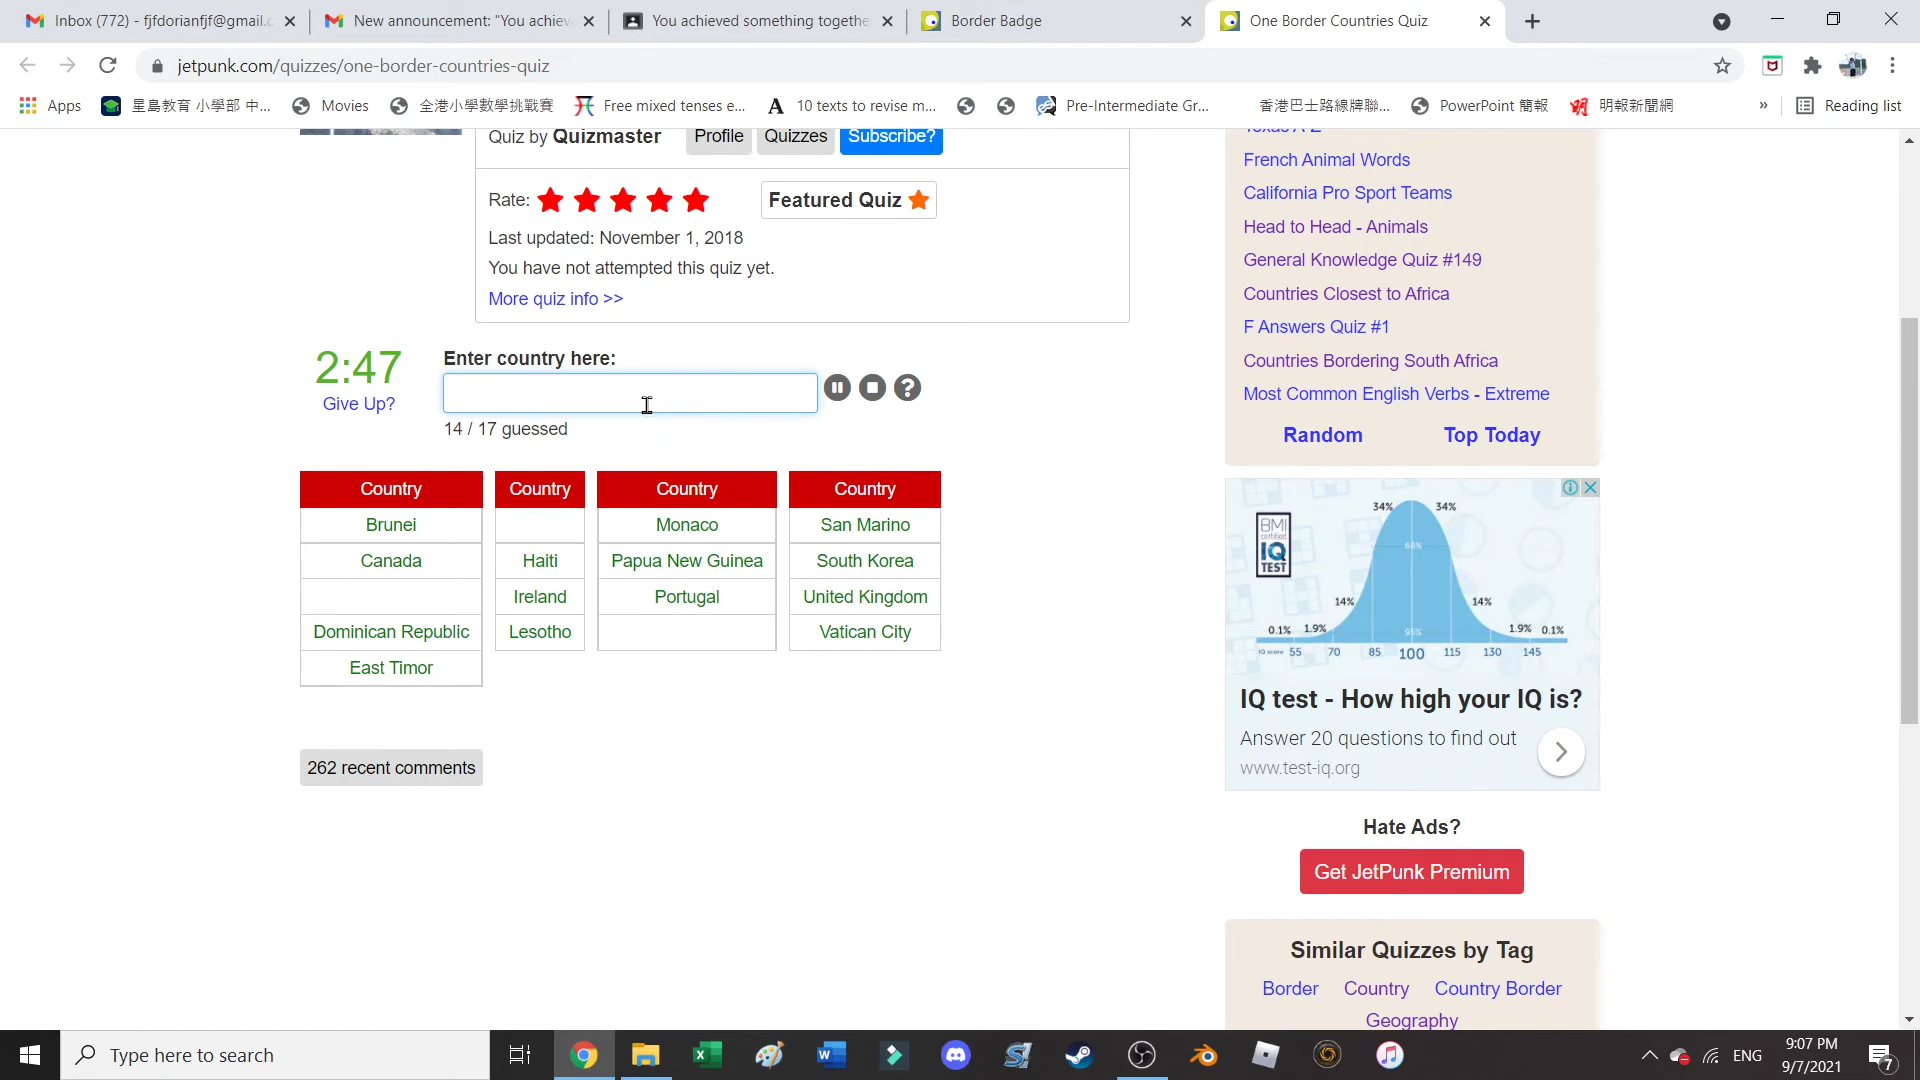 Inbox (772) - fjfdorianfjf@gmail.c
New announcement: "You achiev
You achieved something togethe
Border Badge
One Border Countries Quiz
jetpunk.com/quizzes/one-border-countries-quiz
Apps
星島教育 小學部 中...
Movies
全港小學數學挑戰賽
Free mixed tenses e...
10 texts to revise m...
Pre-Intermediate Gr...
香港巴士路線牌聯...
PowerPoint 簡報
明報新聞網
»
Reading list
Quiz by Quizmaster
Profile
Quizzes
Subscribe?
Rate:
Featured Quiz
Last updated: November 1, 2018
You have not attempted this quiz yet.
More quiz info >>
2:47
Give Up?
Enter country here:
14 / 17 guessed
Country Country Country Country
Brunei Monaco San Marino
Canada Haiti Papua New Guinea South Korea
Ireland Portugal United Kingdom
Dominican Republic Lesotho Vatican City
East Timor
262 recent comments
Texas A-Z
French Animal Words
California Pro Sport Teams
Head to Head - Animals
General Knowledge Quiz #149
Countries Closest to Africa
F Answers Quiz #1
Countries Bordering South Africa
Most Common English Verbs - Extreme
Random Top Today
BMI
certified
IQ
TEST
34% 34%
68%
14% 14%
0.1% 1.9% 95% 1.9% 0.1%
IQ score 55 70 85 100 115 130 145
IQ test - How high your IQ is?
Answer 20 questions to find out
www.test-iq.org
Hate Ads?
Get JetPunk Premium
Similar Quizzes by Tag
Border Country Country Border
Geography
Type here to search
ENG
9:07 PM
9/7/2021
7